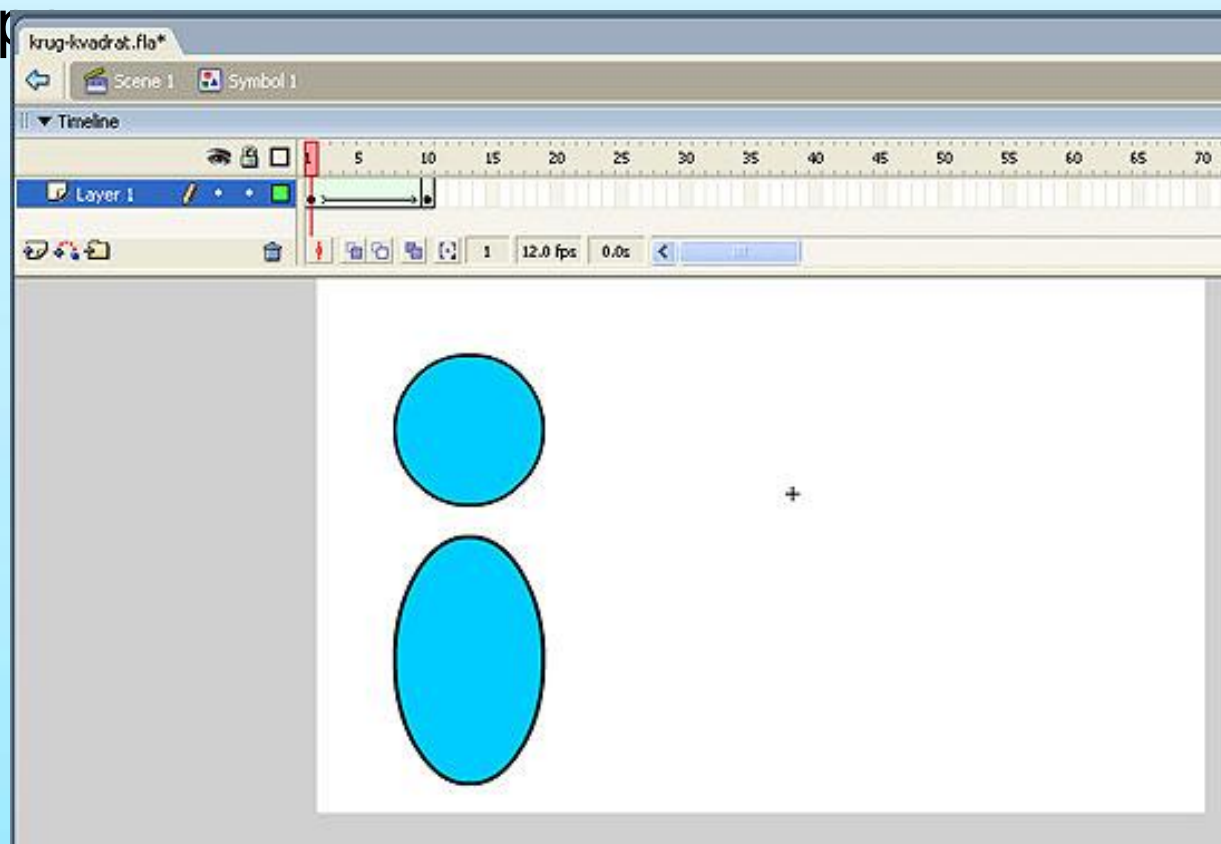 krug-kvadrat.fla*
Scene 1 Symbol 1
Timeline
1 5 10 15 20 25 30 35 40 45 50 55 60 65 70
Layer 1
1 12.0 fps 0.0s